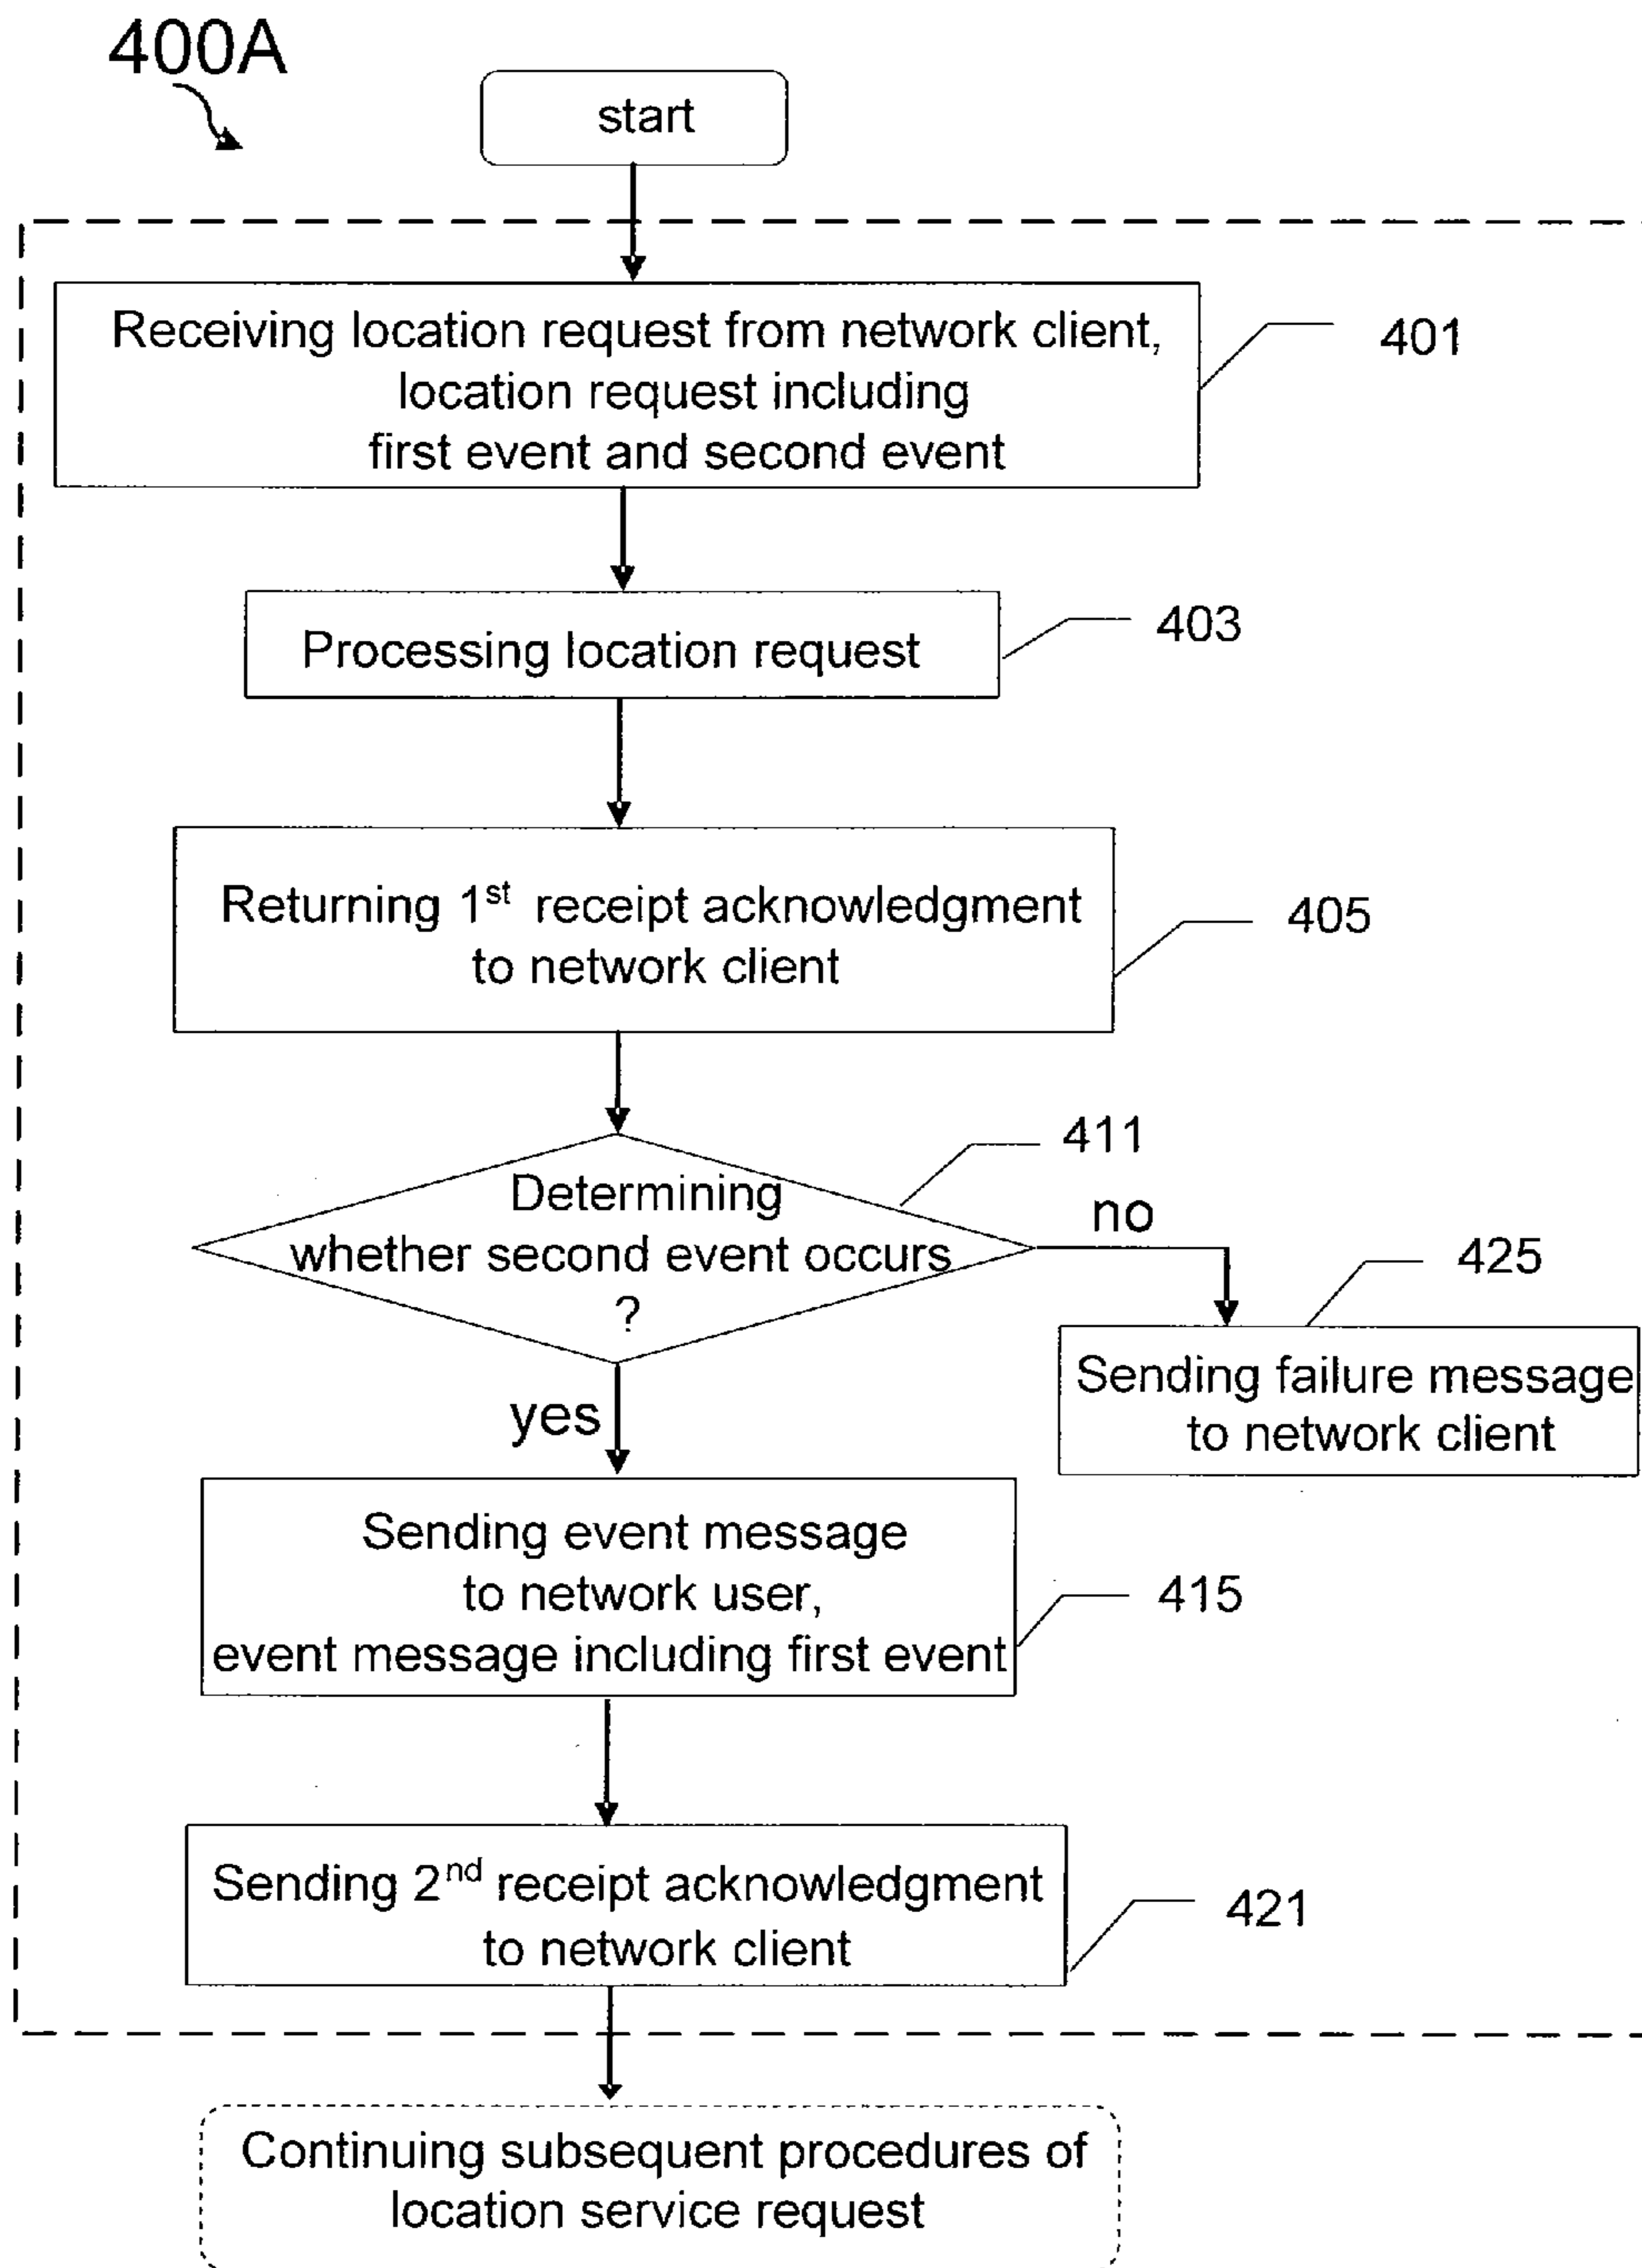 400A
start
Receiving location request from network client,
location request including
first event and second event
401
Processing location request
403
Returning 1st receipt acknowledgment
to network client
405
411
Determining
whether second event occurs
?
no
425
Sending failure message
to network client
yes
Sending event message
to network user,
event message including first event
415
Sending 2nd receipt acknowledgment
to network client
421
Continuing subsequent procedures of
location service request